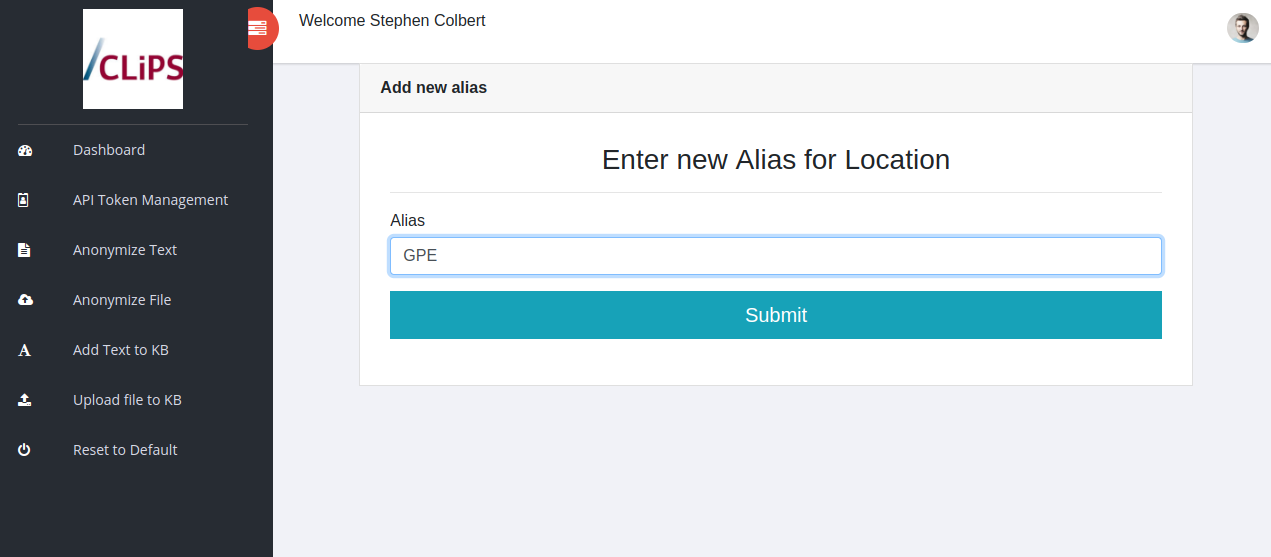 CLiPS
Welcome Stephen Colbert
Dashboard
API Token Management
Anonymize Text
Anonymize File
Add Text to KB
Upload file to KB
Reset to Default
Add new alias
Enter new Alias for Location
Alias
GPE
Submit